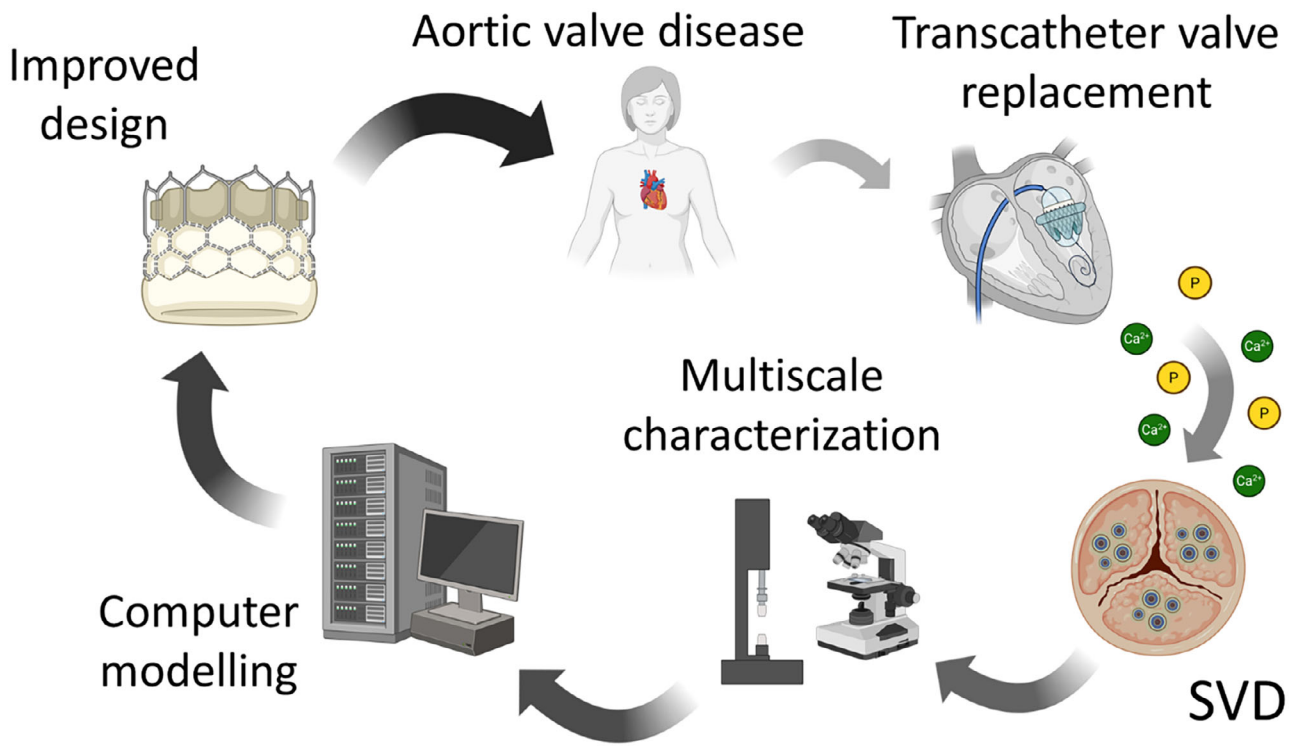 Improved
design
Aortic valve disease
Transcatheter valve
replacement
P
Ca²⁺
Ca²⁺
P
P
Ca²⁺
Ca²⁺
SVD
Multiscale
characterization
Computer
modelling